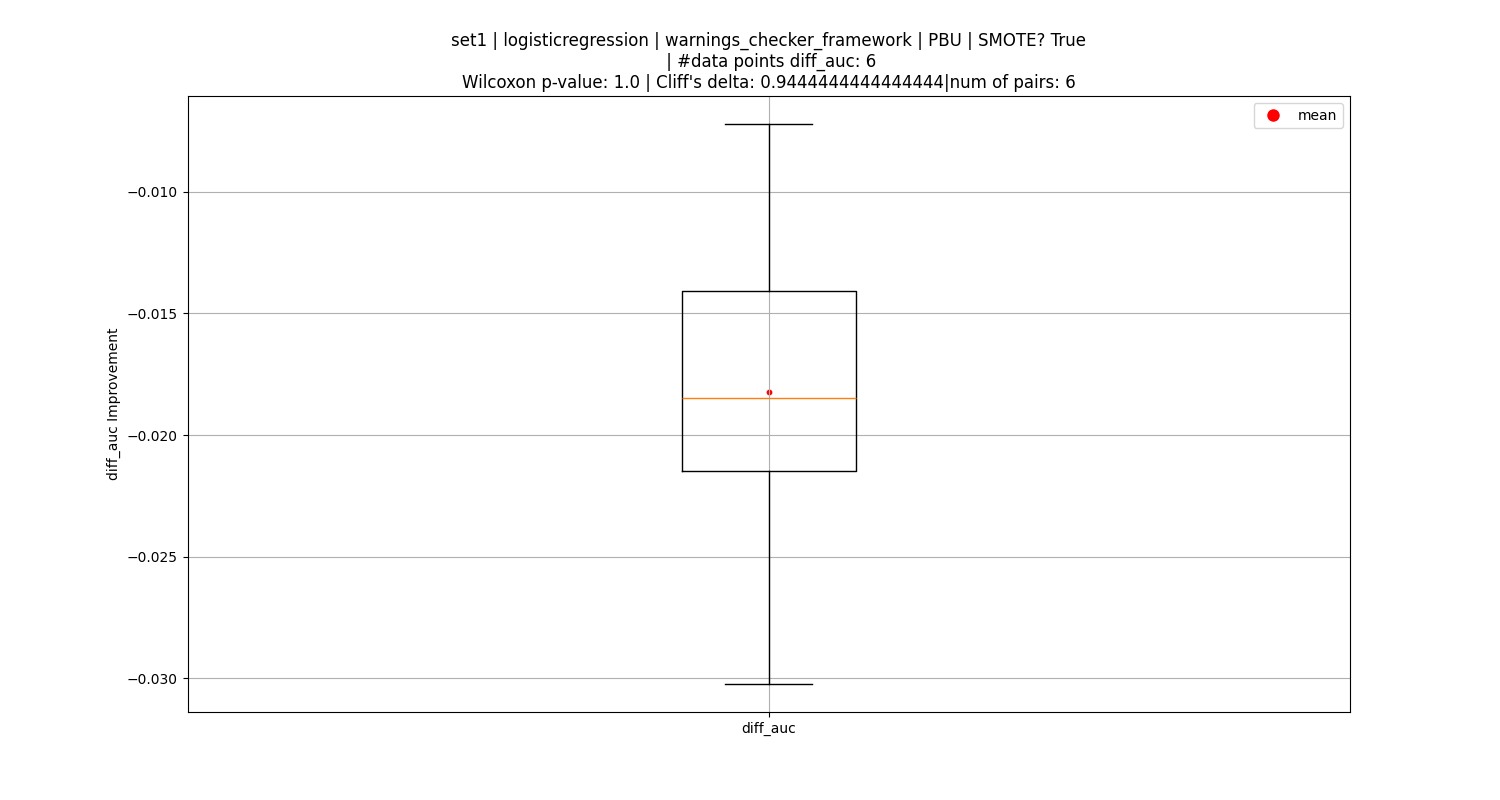 set1 | logisticregression | warnings_checker_framework | PBU | SMOTE? True
| #data points diff_auc: 6
Wilcoxon p-value: 1.0 | Cliff's delta: 0.9444444444444444|num of pairs: 6
mean
−0.010
−0.015
−0.020
−0.025
−0.030
diff_auc Improvement
diff_auc